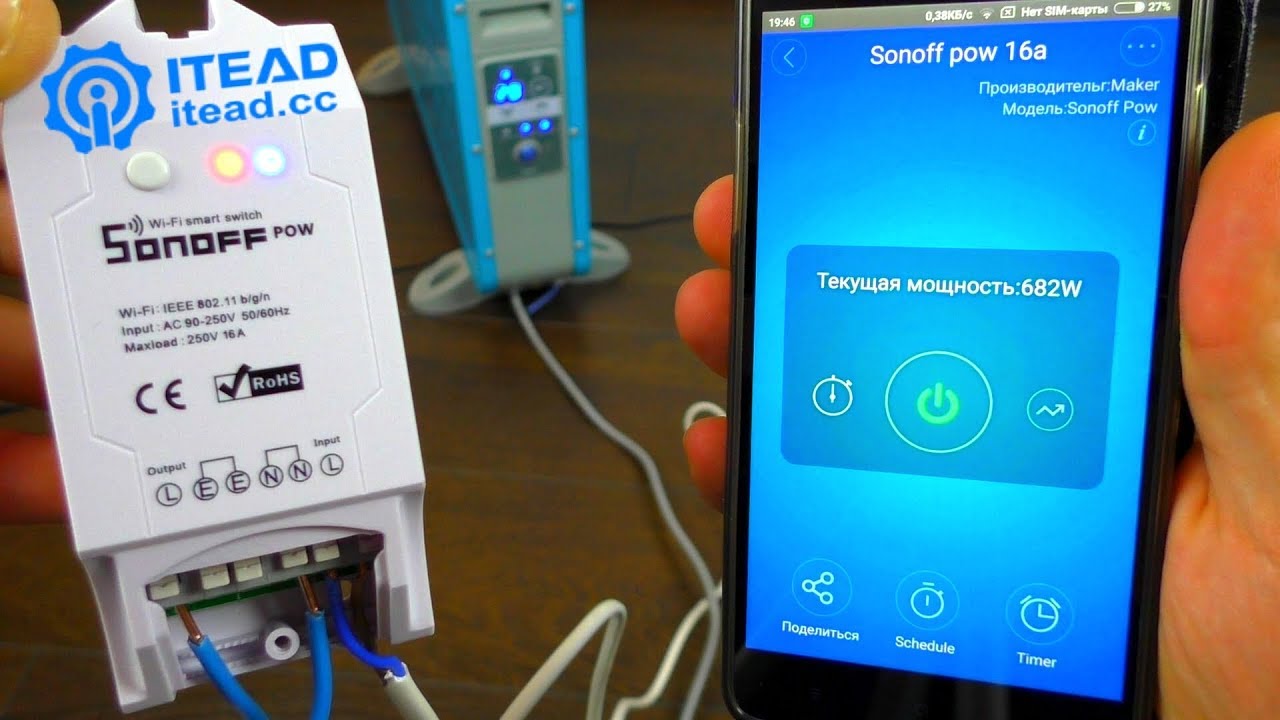 ITEAD
itead.cc
Wi-Fi smart switch
SONOFF POW
Wi-Fi: IEEE 802.11 b/g/n
Input : AC 90-250V 50/60Hz
Maxload : 250V 16A
CE
RoHS
Output
Input
L E E N N L
19:46
0,38КБ/с
Нет SIM-карты
27%
Sonoff pow 16a
Производительг:Maker
Модель:Sonoff Pow
i
Текущая мощность:682W
Поделиться
Schedule
Timer